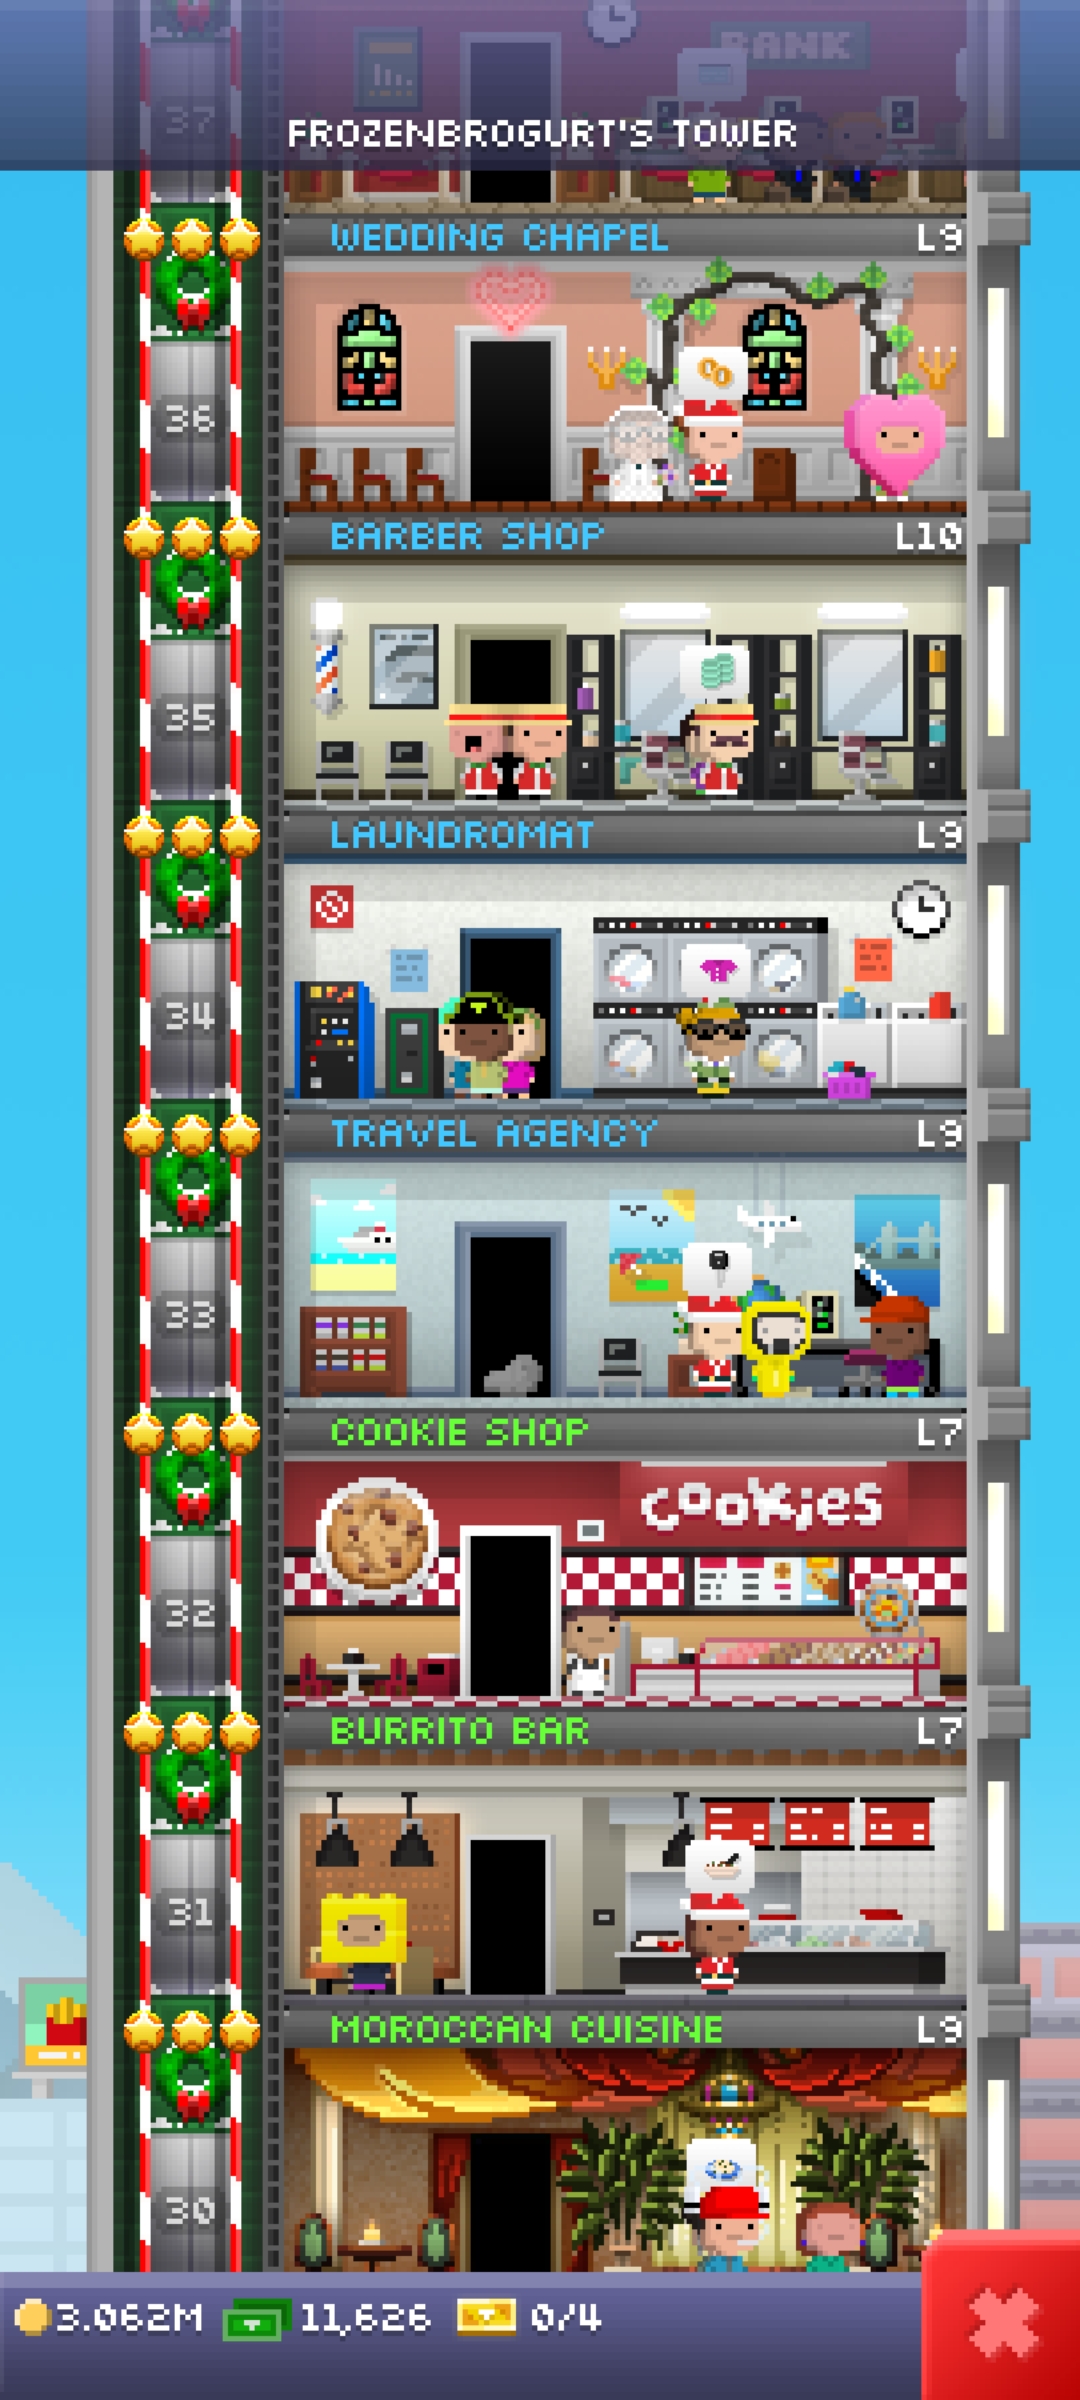 BANK
37
FROZENBROGURT'S TOWER
WEDDING CHAPEL L9
36
BARBER SHOP L10
35
LAUNDROMAT L9
34
TRAVEL AGENCY L9
33
COOKIE SHOP L7
cookies
32
BURRITO BAR L7
31
MOROCCAN CUISINE L9
30
3.062M 11,626 0/4